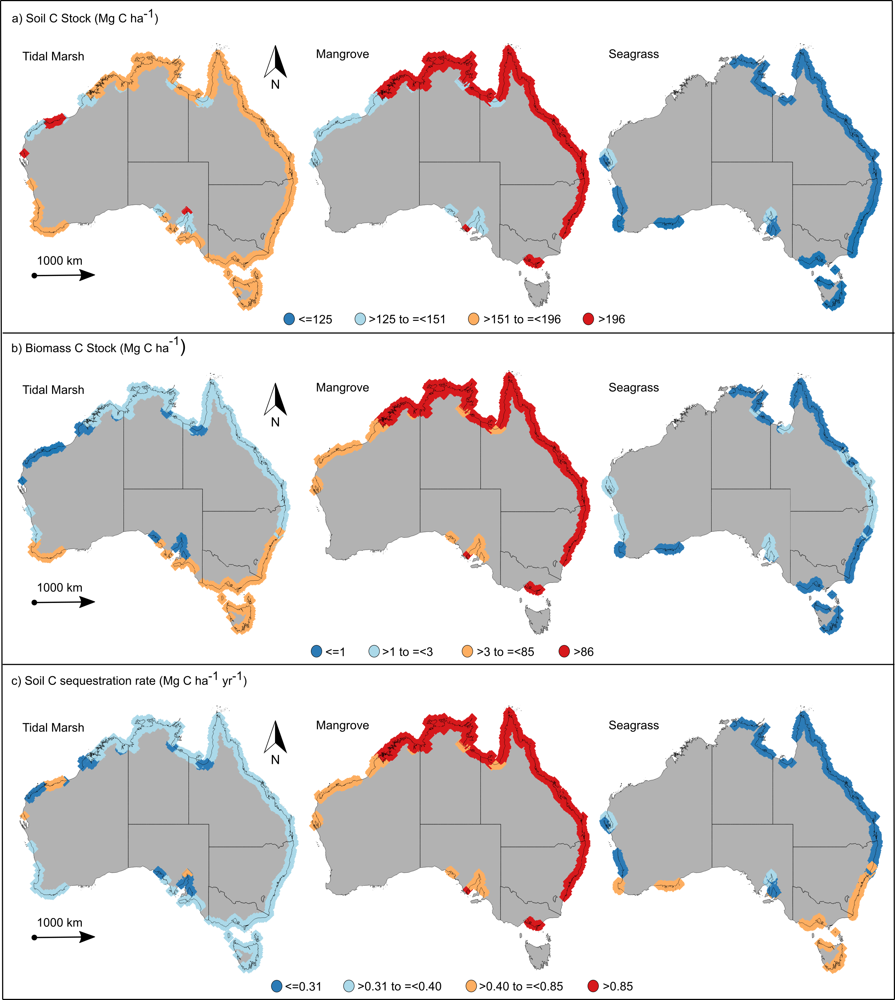 a) Soil C Stock (Mg C ha-1)
Tidal Marsh
Mangrove
Seagrass
N
1000 km
<=125
>125 to =<151
>151 to =<196
>196
b) Biomass C Stock (Mg C ha-1)
Tidal Marsh
Mangrove
Seagrass
N
1000 km
<=1
>1 to =<3
>3 to =<85
>86
c) Soil C sequestration rate (Mg C ha-1 yr-1)
Tidal Marsh
Mangrove
Seagrass
N
1000 km
<=0.31
>0.31 to =<0.40
>0.40 to =<0.85
>0.85